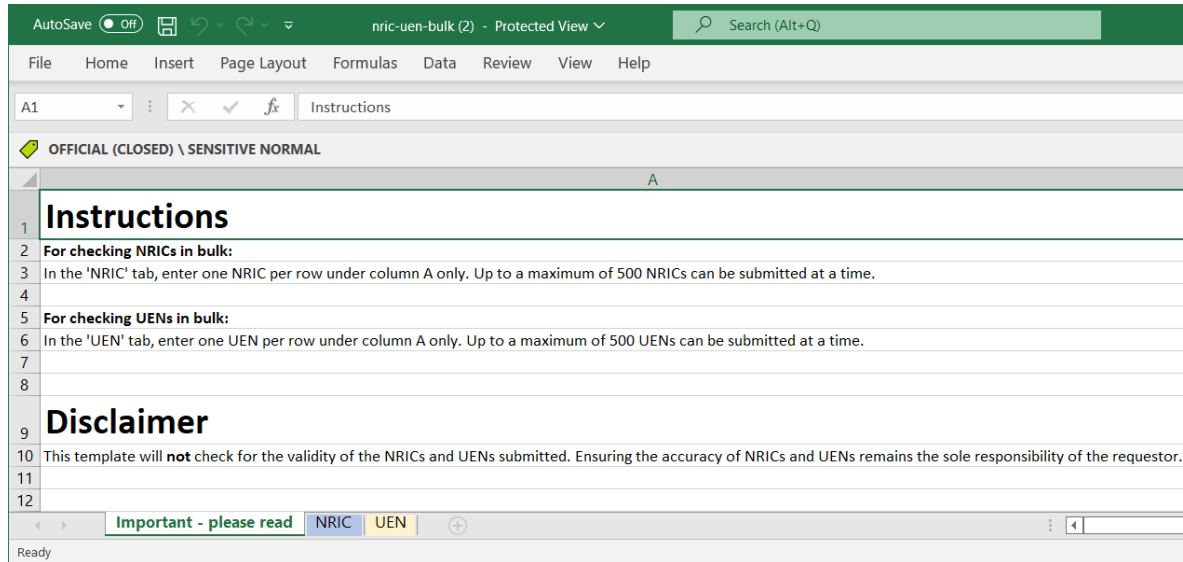 AutoSave Off nric-uen-bulk (2) - Protected View Search (Alt+Q)
File Home Insert Page Layout Formulas Data Review View Help
A1 fx Instructions
OFFICIAL (CLOSED) \ SENSITIVE NORMAL
A
1 Instructions
2 For checking NRICs in bulk:
3 In the 'NRIC' tab, enter one NRIC per row under column A only. Up to a maximum of 500 NRICs can be submitted at a time.
4
5 For checking UENs in bulk:
6 In the 'UEN' tab, enter one UEN per row under column A only. Up to a maximum of 500 UENs can be submitted at a time.
7
8
9 Disclaimer
10 This template will not check for the validity of the NRICs and UENs submitted. Ensuring the accuracy of NRICs and UENs remains the sole responsibility of the requestor.
11
12
Important - please read NRIC UEN
Ready